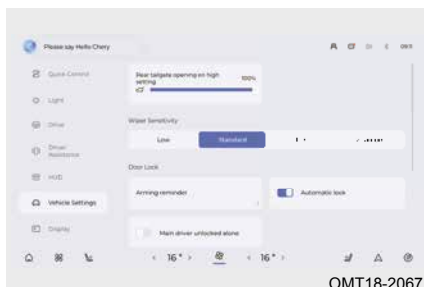 Please say Hello Chery
09:11
Quick Control
Rear tailgate opening on high setting
100%
Light
Wiper Sensitivity
Drive
Low
Standard
Driver Assistance
Door Lock
HUD
Arming reminder
Automatic lock
Vehicle Settings
Display
Main driver unlocked alone
< 16° >
< 16° >
OMT18-2067